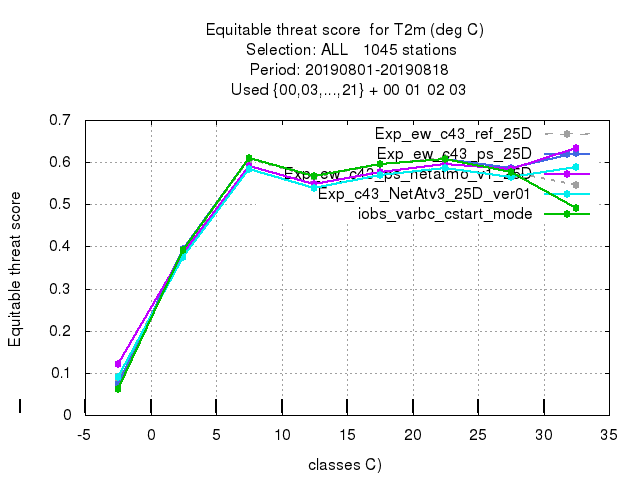 Equitable threat score for T2m (deg C)
Selection: ALL 1045 stations
Period: 20190801-20190818
Used {00,03,...,21} + 00 01 02 03
Equitable threat score
0.7
0.6
0.5
0.4
0.3
0.2
0.1
0
-5 0 5 10 15 20 25 30 35
classes C)
Exp_ew_c43_ref_25D
Exp_ew_c43_ps_25D
Exp_ew_c43_ps_netatmo_v1_25D
Exp_c43_NetAtv3_25D_ver01
iobs_varbc_cstart_mode